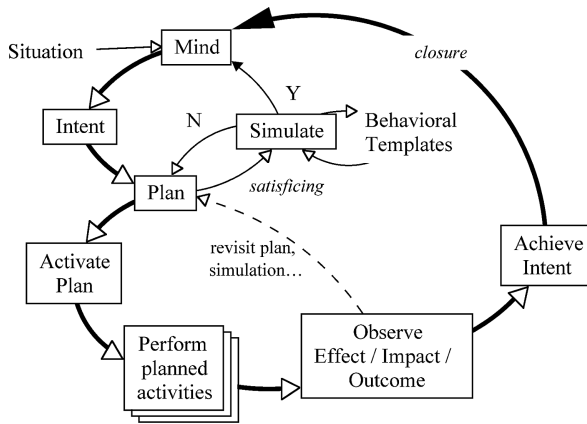 Mind
closure
Situation
Intent
N
Y
Simulate
Behavioral
Templates
Plan
satisficing
revisit plan,
simulation…
Activate
Plan
Achieve
Intent
Perform
planned
activities
Observe
Effect / Impact /
Outcome